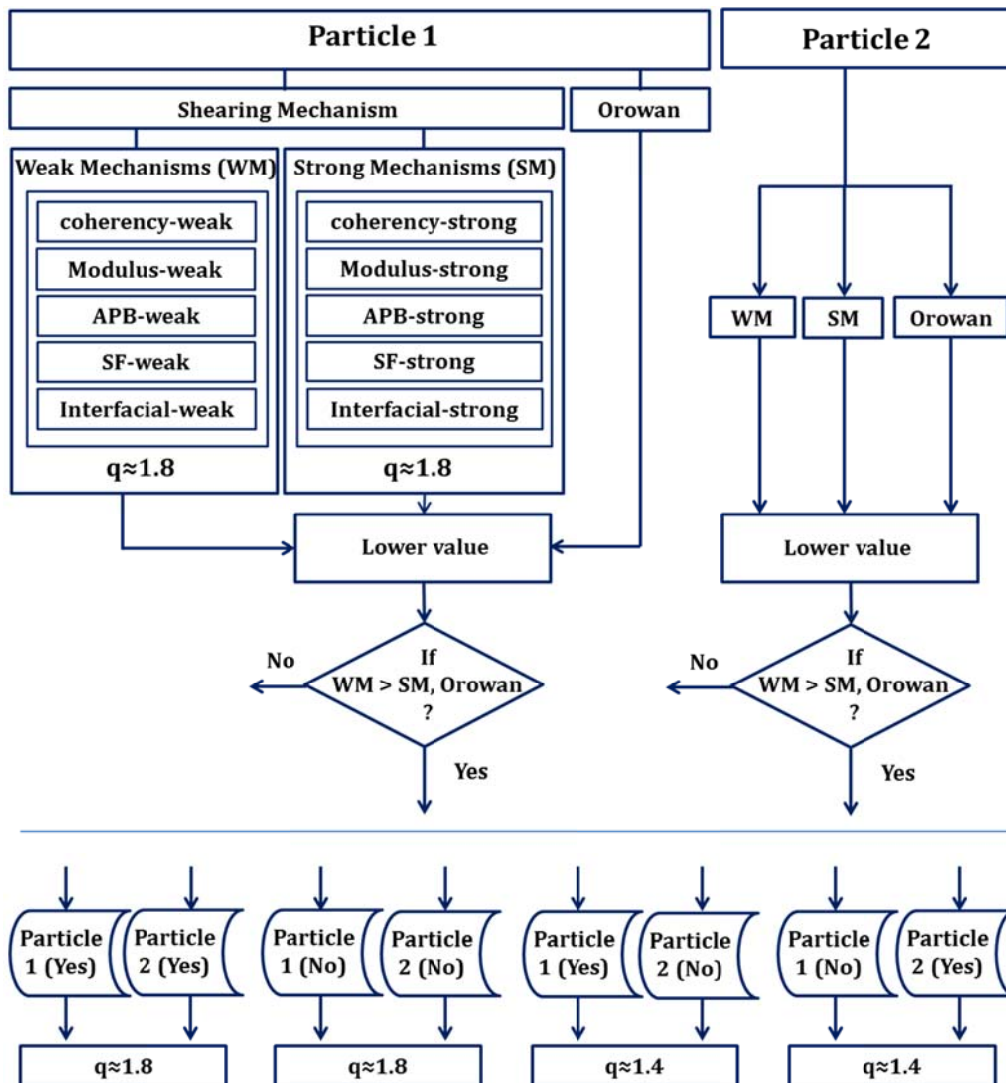 Particle 1
Particle 2
Shearing Mechanism
Orowan
Weak Mechanisms (WM)
Strong Mechanisms (SM)
coherency-weak
coherency-strong
Modulus-weak
Modulus-strong
APB-weak
APB-strong
SF-weak
SF-strong
Interfacial-weak
Interfacial-strong
q≈1.8
q≈1.8
WM
SM
Orowan
Lower value
Lower value
If
WM > SM, Orowan
?
No
Yes
If
WM > SM, Orowan
?
No
Yes
Particle
1 (Yes)
Particle
2 (Yes)
Particle
1 (No)
Particle
2 (No)
Particle
1 (Yes)
Particle
2 (No)
Particle
1 (No)
Particle
2 (Yes)
q≈1.8
q≈1.8
q≈1.4
q≈1.4